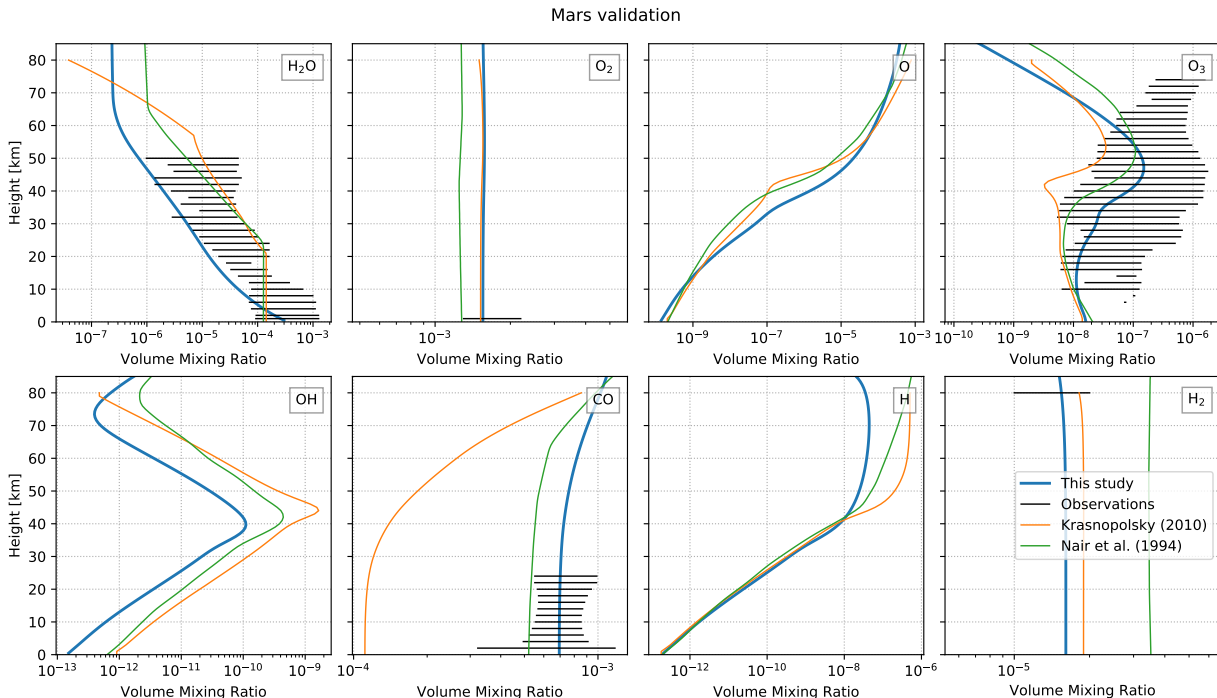 Mars validation
H₂O
O₂
O
O₃
80
70
60
50
40
30
20
10
0
Height [km]
10⁻⁷ 10⁻⁶ 10⁻⁵ 10⁻⁴ 10⁻³
10⁻³
10⁻⁹ 10⁻⁷ 10⁻⁵
10⁻¹⁰ 10⁻⁹ 10⁻⁸ 10⁻⁷ 10⁻⁶
Volume Mixing Ratio Volume Mixing Ratio Volume Mixing Ratio Volume Mixing Ratio
OH
CO
H
H₂
80
70
60
50
40
30
20
10
0
Height [km]
This study
Observations
Krasnopolsky (2010)
Nair et al. (1994)
10⁻¹³ 10⁻¹² 10⁻¹¹ 10⁻¹⁰ 10⁻⁹
10⁻⁴ 10⁻³
10⁻¹² 10⁻¹⁰ 10⁻⁸ 10⁻⁶
10⁻⁵
Volume Mixing Ratio Volume Mixing Ratio Volume Mixing Ratio Volume Mixing Ratio